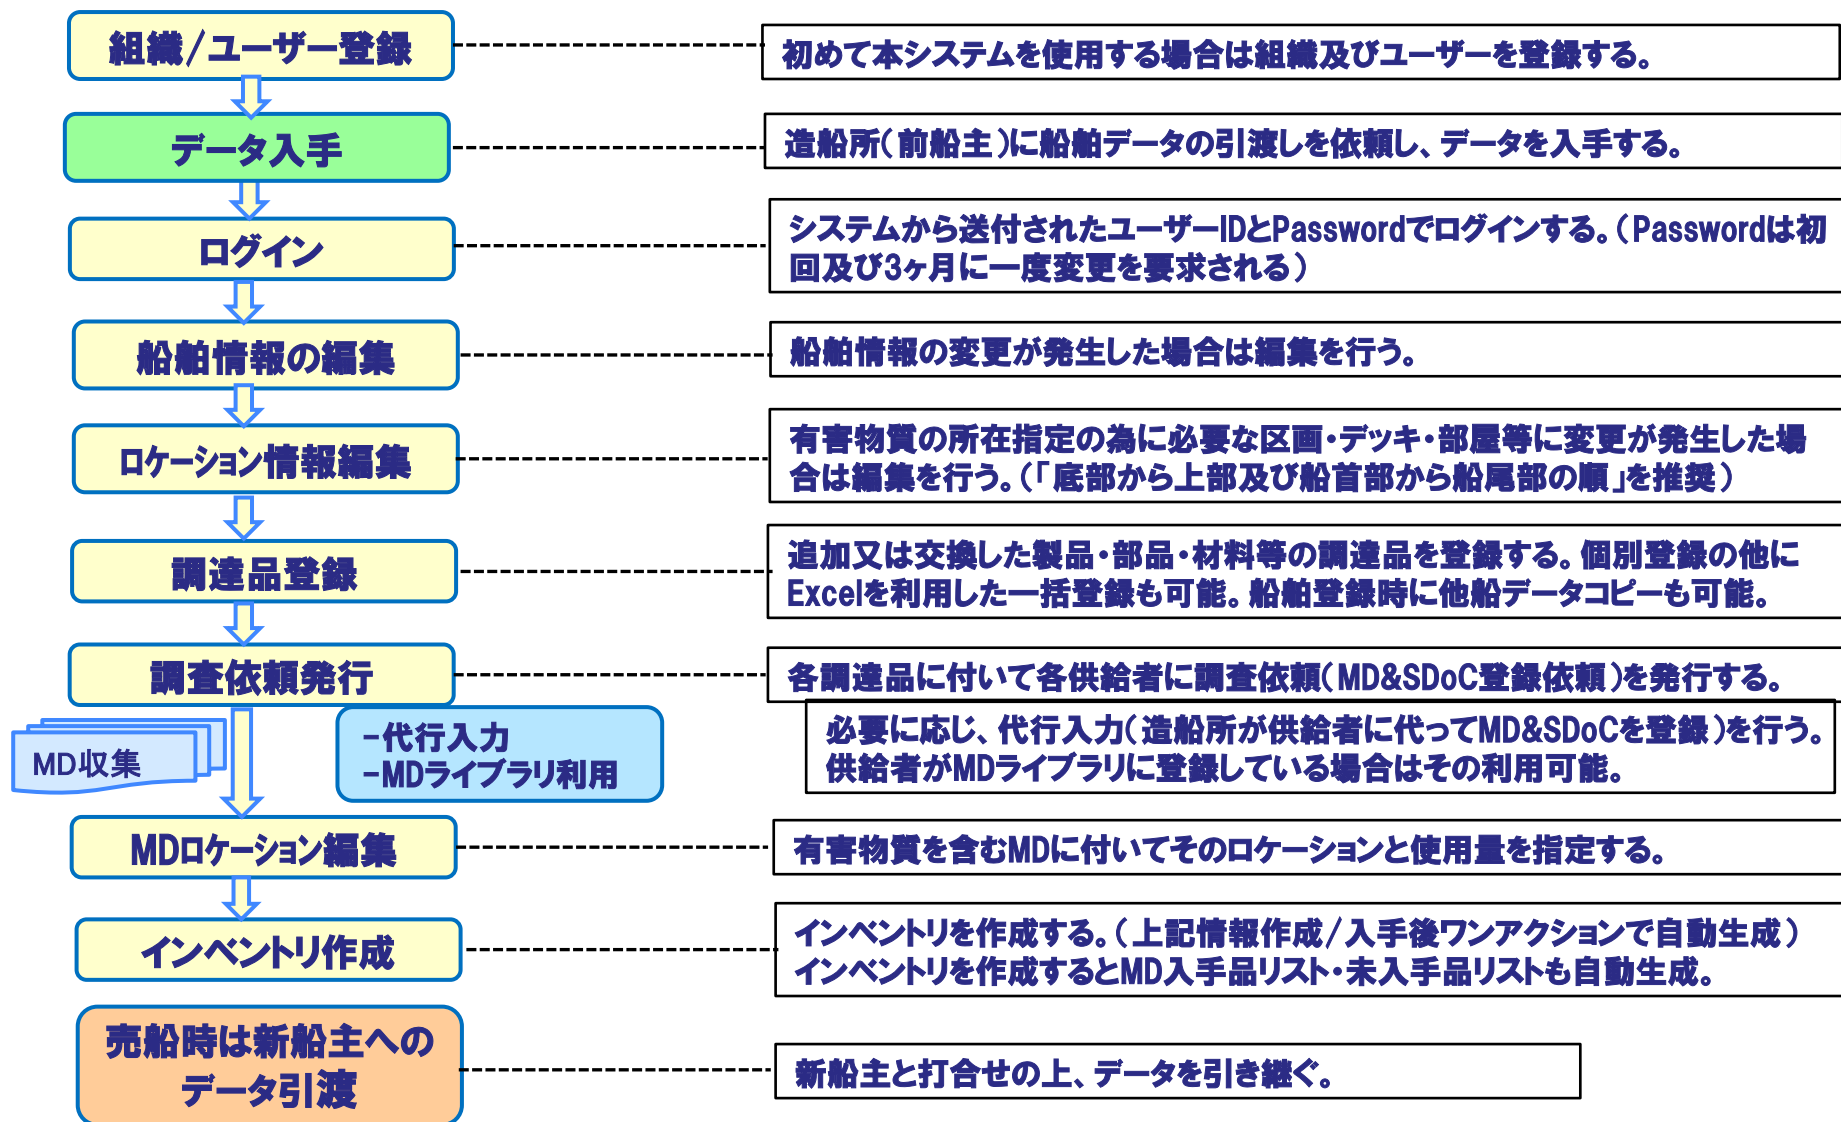 組織/ユーザー登録
初めて本システムを使用する場合は組織及びユーザーを登録する。
データ入手
造船所(前船主)に船舶データの引渡しを依頼し、データを入手する。
ログイン
システムから送付されたユーザーIDとPasswordでログインする。(Passwordは初
回及び3ヶ月に一度変更を要求される)
船舶情報の編集
船舶情報の変更が発生した場合は編集を行う。
ロケーション情報編集
有害物質の所在指定の為に必要な区画・デッキ・部屋等に変更が発生した場
合は編集を行う。(「底部から上部及び船首部から船尾部の順」を推奨)
調達品登録
追加又は交換した製品・部品・材料等の調達品を登録する。個別登録の他に
Excelを利用した一括登録も可能。船舶登録時に他船データコピーも可能。
調査依頼発行
各調達品に付いて各供給者に調査依頼(MD&SDoC登録依頼)を発行する。
MD収集
-代行入力
-MDライブラリ利用
必要に応じ、代行入力(造船所が供給者に代ってMD&SDoCを登録)を行う。
供給者がMDライブラリに登録している場合はその利用可能。
MDロケーション編集
有害物質を含むMDに付いてそのロケーションと使用量を指定する。
インベントリ作成
インベントリを作成する。(上記情報作成/入手後ワンアクションで自動生成)
インベントリを作成するとMD入手品リスト・未入手品リストも自動生成。
売船時は新船主への
データ引渡
新船主と打合せの上、データを引き継ぐ。